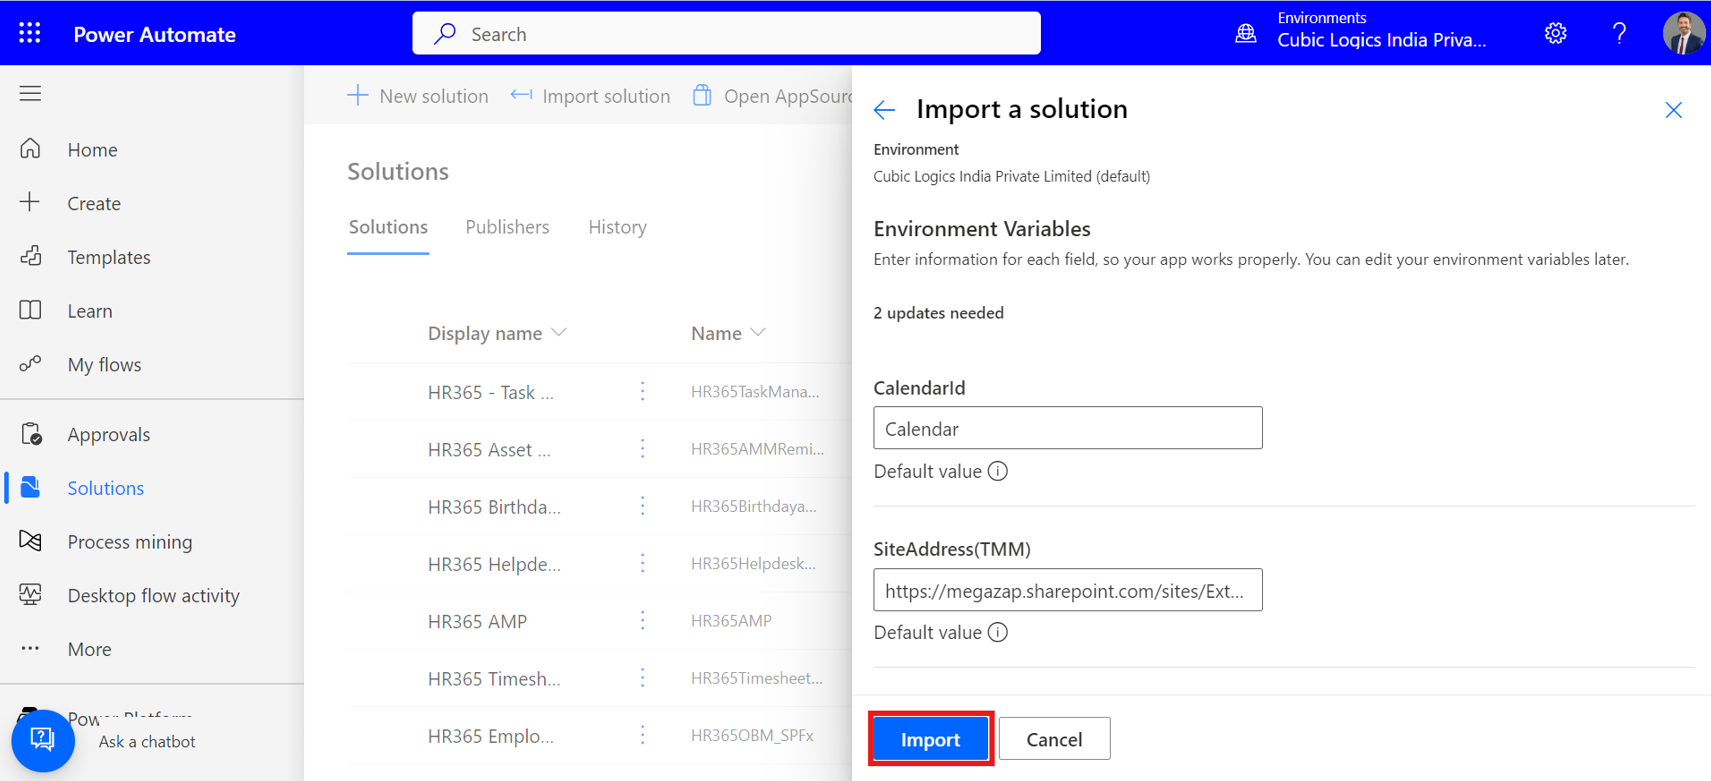 Power Automate
Search
Environments
Cubic Logics India Priva...
?
Home
Create
Templates
Learn
My flows
Approvals
Solutions
Process mining
Desktop flow activity
More
Ask a chatbot
New solution
Import solution
Open AppSourc
Solutions
Solutions
Publishers
History
Display name
Name
HR365 - Task ...
HR365TaskMana...
HR365 Asset ...
HR365AMMRemi...
HR365 Birthda...
HR365Birthdaya...
HR365 Helpde...
HR365Helpdesk...
HR365 AMP
HR365AMP
HR365 Timesh...
HR365Timesheet...
HR365 Emplo...
HR365OBM_SPFx
Import a solution
Environment
Cubic Logics India Private Limited (default)
Environment Variables
Enter information for each field, so your app works properly. You can edit your environment variables later.
2 updates needed
CalendarId
Calendar
Default value
SiteAddress(TMM)
https://megazap.sharepoint.com/sites/Ext...
Default value
Import
Cancel